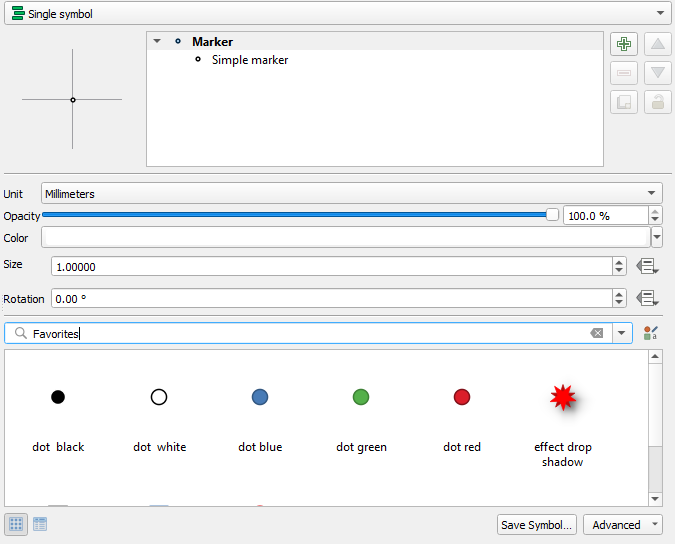 Single symbol
Marker
Simple marker
Unit
Millimeters
Opacity
100.0 %
Color
Size
1.00000
Rotation
0.00 °
Favorites
a
dot  black
dot  white
dot blue
dot green
dot red
effect drop
shadow
Save Symbol...
Advanced